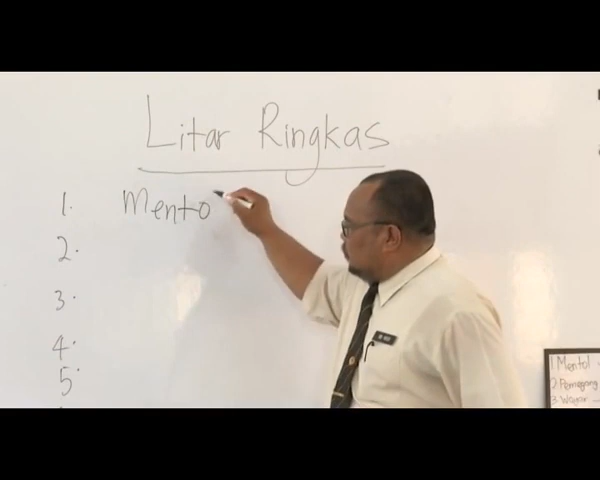 Litar Ringkas
1. Mento
2.
3.
4.
5.
1. Mentol
2. Pemegang
3. Wayar